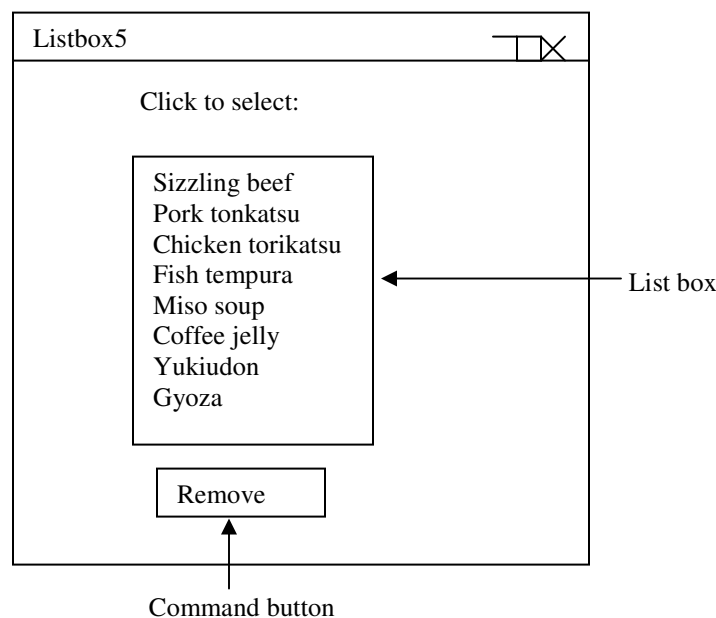 Listbox5
Click to select:
Sizzling beef
Pork tonkatsu
Chicken torikatsu
Fish tempura
Miso soup
Coffee jelly
Yukiudon
Gyoza
List box
Remove
Command button